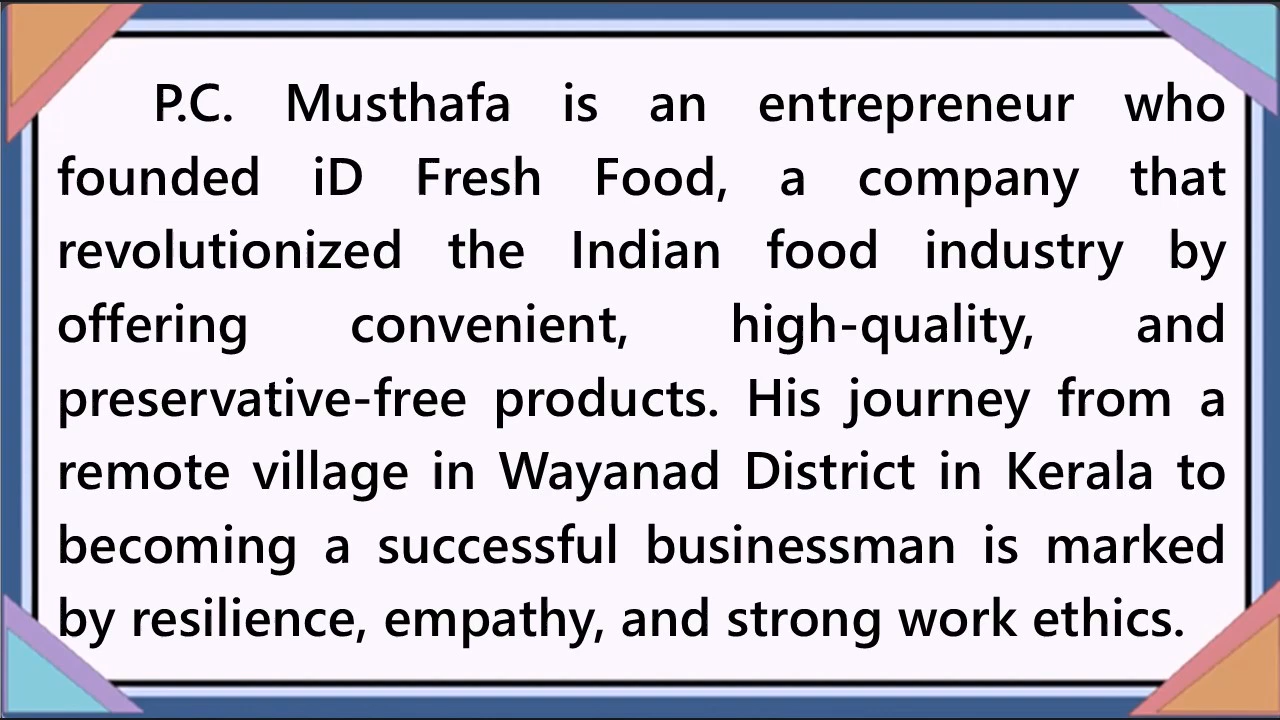 P.C. Musthafa is an entrepreneur who
founded iD Fresh Food, a company that
revolutionized the Indian food industry by
offering convenient, high-quality, and
preservative-free products. His journey from a
remote village in Wayanad District in Kerala to
becoming a successful businessman is marked
by resilience, empathy, and strong work ethics.